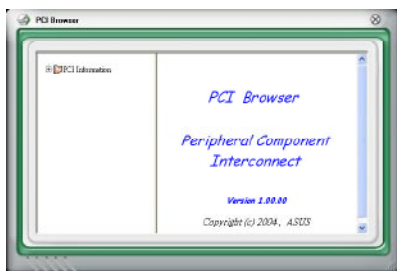 PCI Browser
PCI Information
PCI Browser
Peripheral Component
Interconnect
Version 1.00.00
Copyright (c) 2004, ASUS